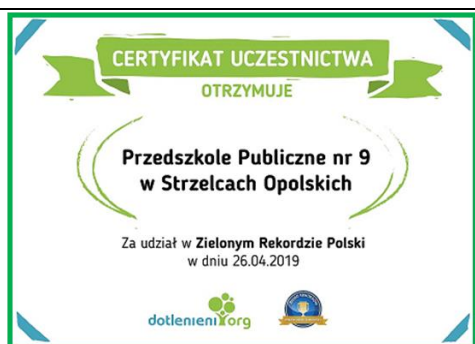 CERTYFIKAT UCZESTNICTWA
OTRZYMUJE
Przedszkole Publiczne nr 9
w Strzelcach Opolskich
Za udział w Zielonym Rekordzie Polski
w dniu 26.04.2019
dotlenieni org